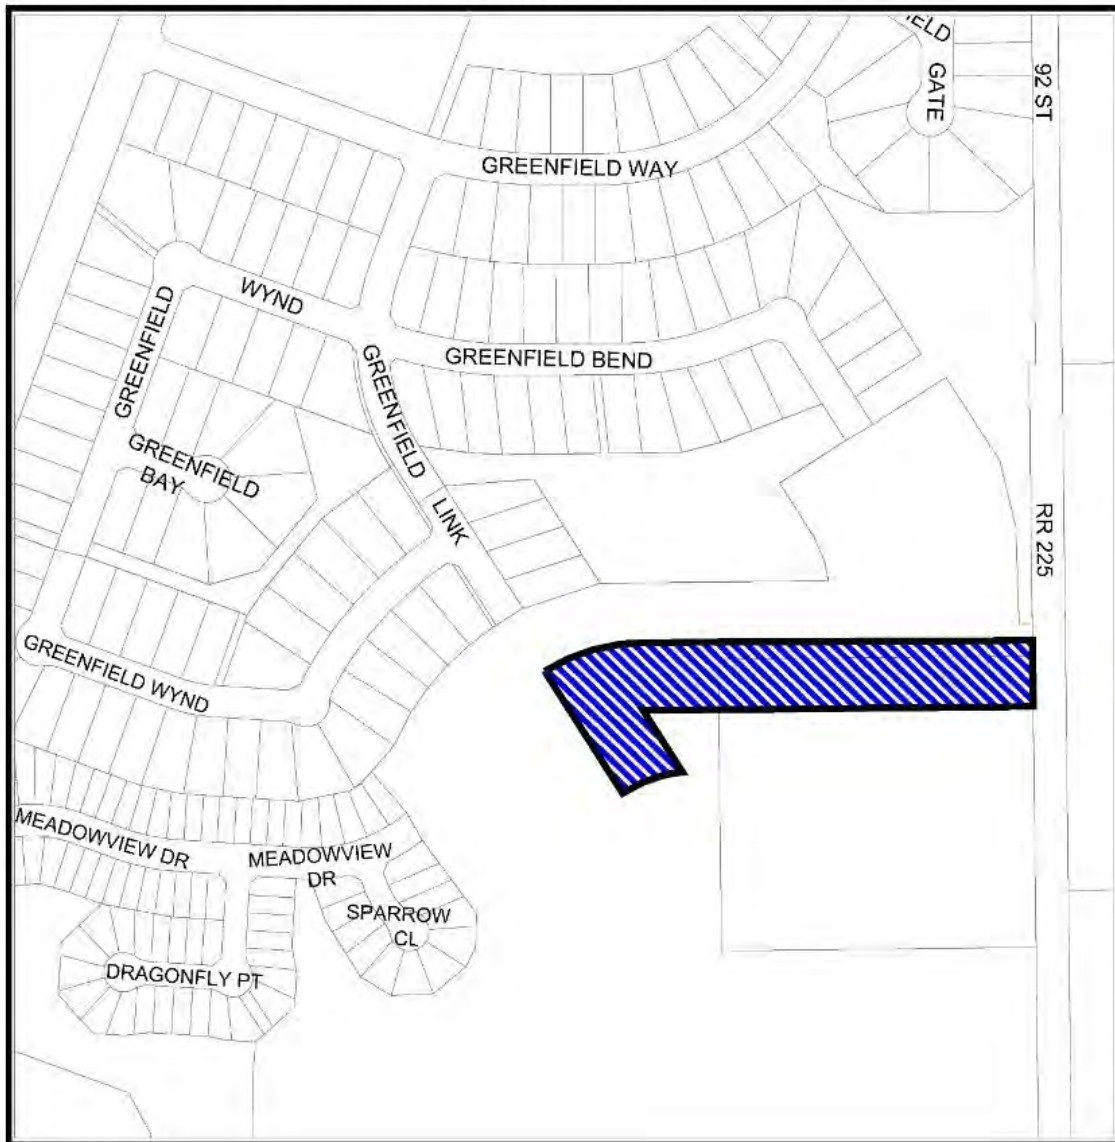 ELD
GATE
92 ST
GREENFIELD WAY
WYND
GREENFIELD
GREENFIELD BEND
GREENFIELD
LINK
GREENFIELD
BAY
RR 225
GREENFIELD WYND
MEADOWVIEW DR
MEADOWVIEW
DR
SPARROW
CL
DRAGONFLY PT